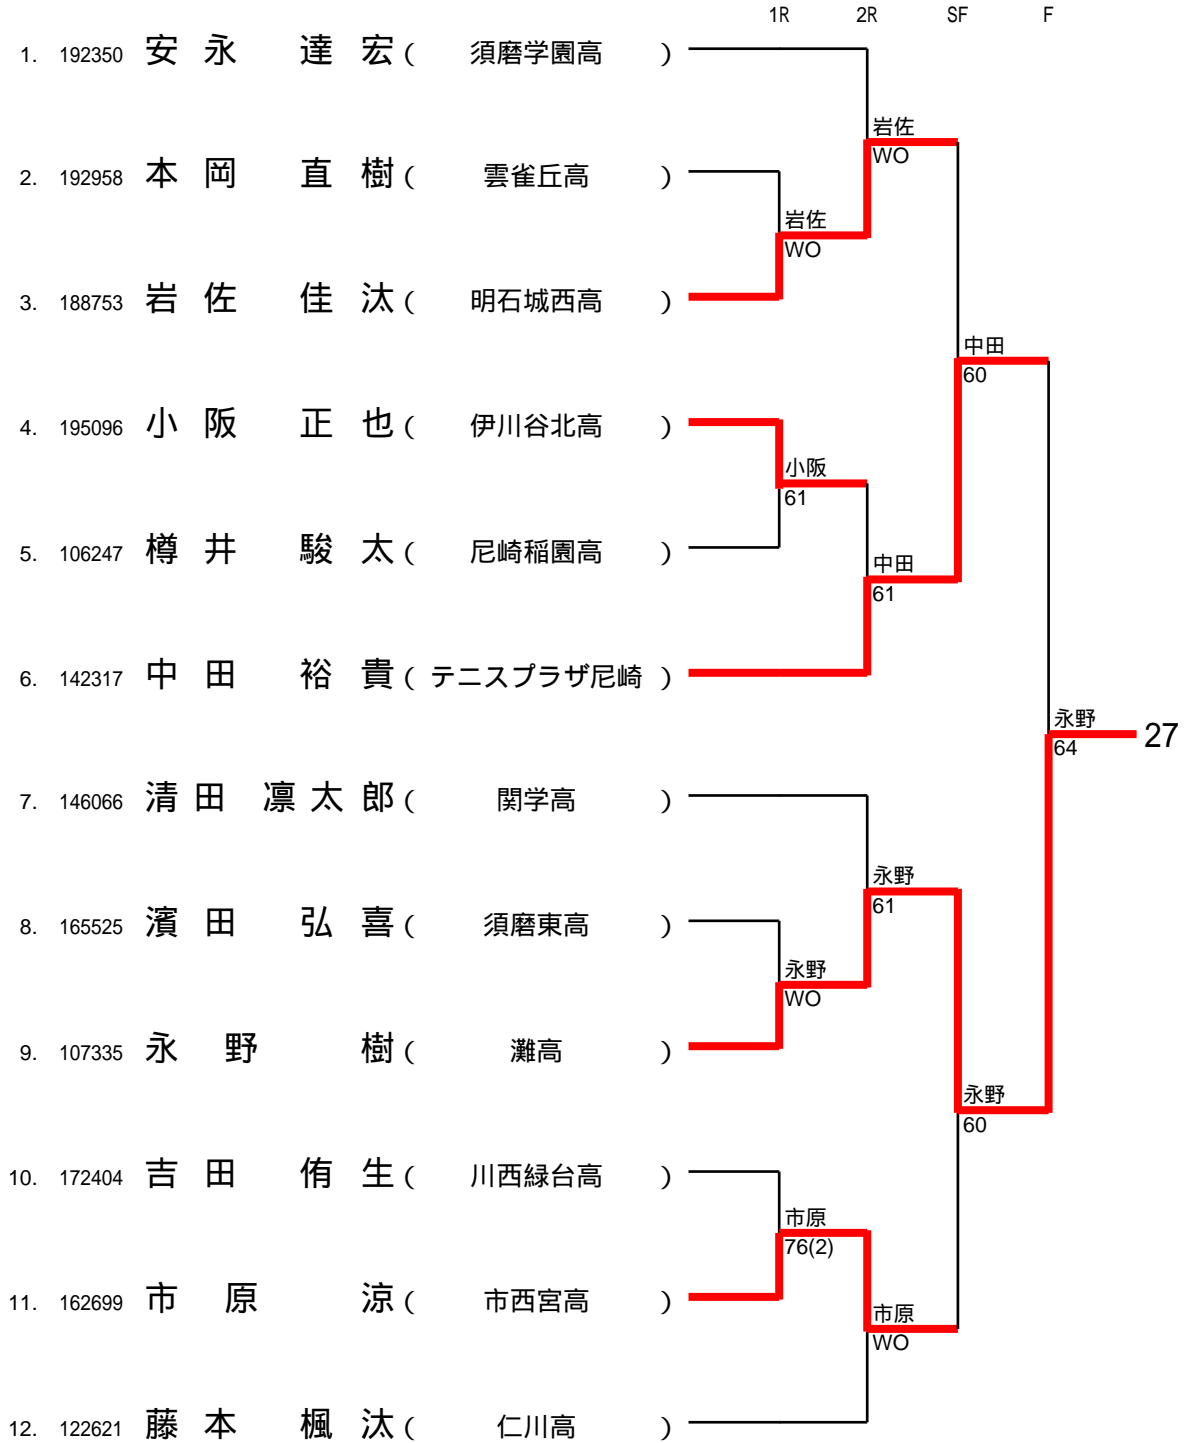 1R 2R SF F
1. 192350 安永 達宏 ( 須磨学園高 )
岩佐
WO
2. 192958 本岡 直樹 ( 雲雀丘高 )
岩佐
WO
3. 188753 岩佐 佳汰 ( 明石城西高 )
中田
60
4. 195096 小阪 正也 ( 伊川谷北高 )
小阪
61
5. 106247 樽井 駿太 ( 尼崎稲園高 )
中田
61
6. 142317 中田 裕貴 ( テニスプラザ尼崎 )
永野
64
27
7. 146066 清田 凛太郎 ( 関学高 )
永野
61
8. 165525 濱田 弘喜 ( 須磨東高 )
永野
WO
9. 107335 永野 樹 ( 灘高 )
永野
60
10. 172404 吉田 侑生 ( 川西緑台高 )
市原
76(2)
11. 162699 市原 涼 ( 市西宮高 )
市原
WO
12. 122621 藤本 楓汰 ( 仁川高 )